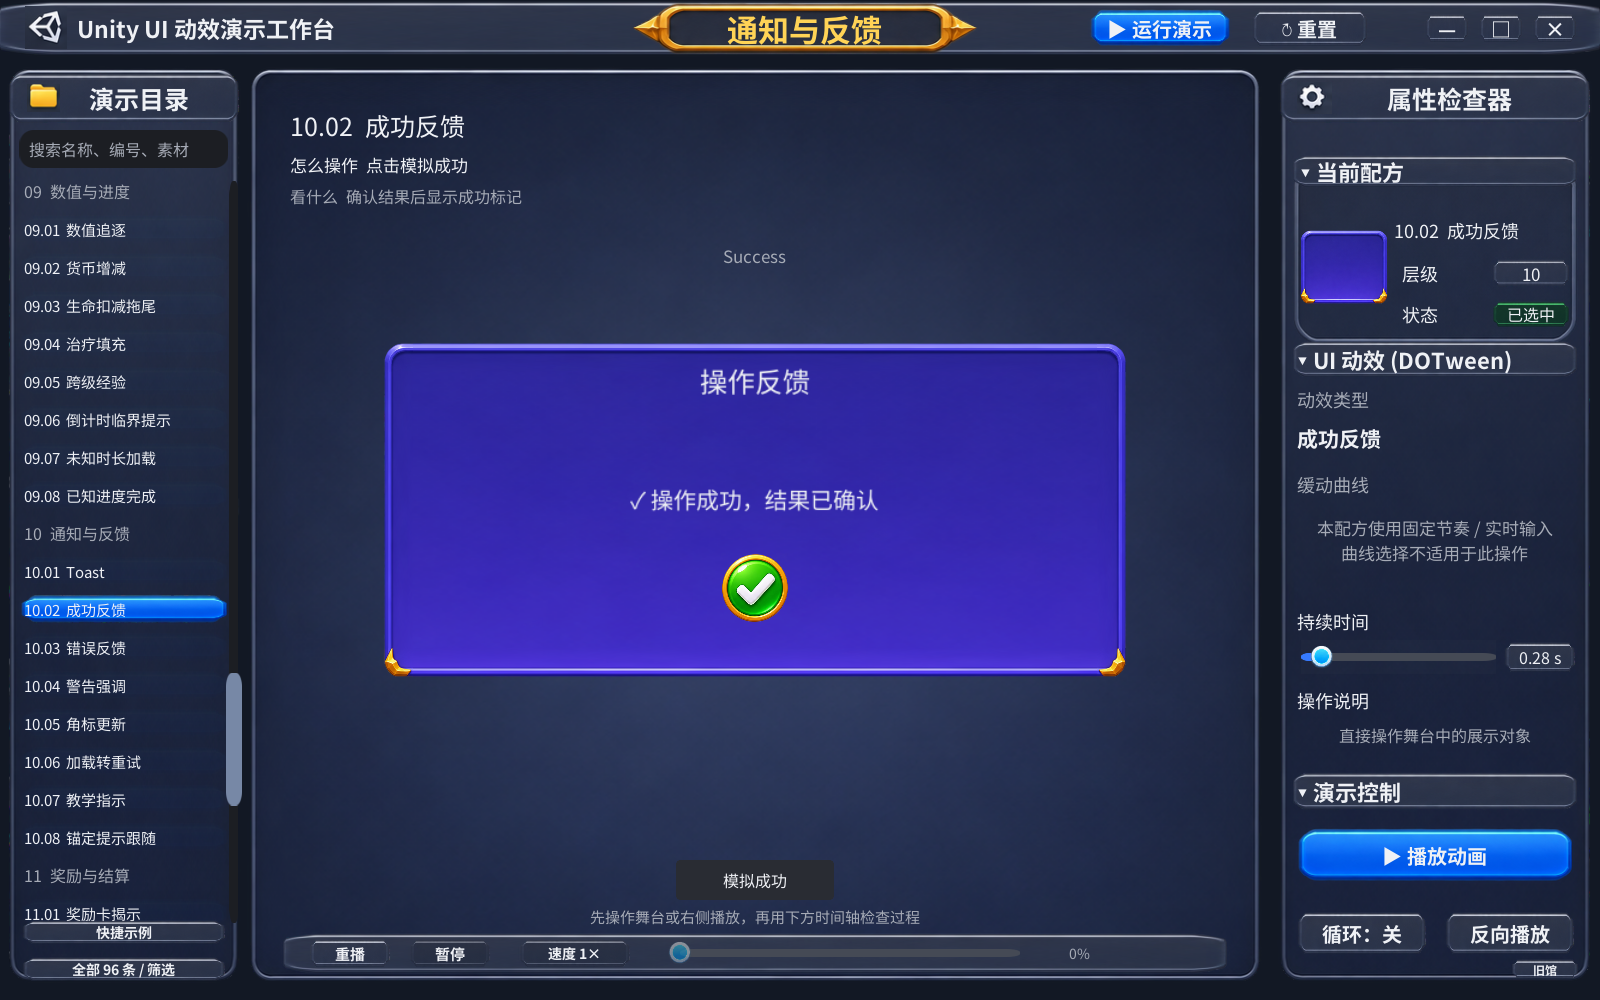 Unity UI 动效演示工作台
通知与反馈
▶ 运行演示
↻ 重置
演示目录
搜索名称、编号、素材
09 数值与进度
09.01 数值追逐
09.02 货币增减
09.03 生命扣减拖尾
09.04 治疗填充
09.05 跨级经验
09.06 倒计时临界提示
09.07 未知时长加载
09.08 已知进度完成
10 通知与反馈
10.01 Toast
10.02 成功反馈
10.03 错误反馈
10.04 警告强调
10.05 角标更新
10.06 加载转重试
10.07 教学指示
10.08 锚定提示跟随
11 奖励与结算
11.01 奖励卡揭示
快捷示例
全部 96 条 / 筛选
10.02 成功反馈
怎么操作 点击模拟成功
看什么 确认结果后显示成功标记
Success
操作反馈
✓ 操作成功，结果已确认
模拟成功
先操作舞台或右侧播放，再用下方时间轴检查过程
重播
暂停
速度 1×
0%
属性检查器
▼ 当前配方
10.02 成功反馈
层级
10
状态
已选中
▼ UI 动效 (DOTween)
动效类型
成功反馈
缓动曲线
本配方使用固定节奏 / 实时输入
曲线选择不适用于此操作
持续时间
0.28 s
操作说明
直接操作舞台中的展示对象
▼ 演示控制
▶ 播放动画
循环：关
反向播放
旧馆